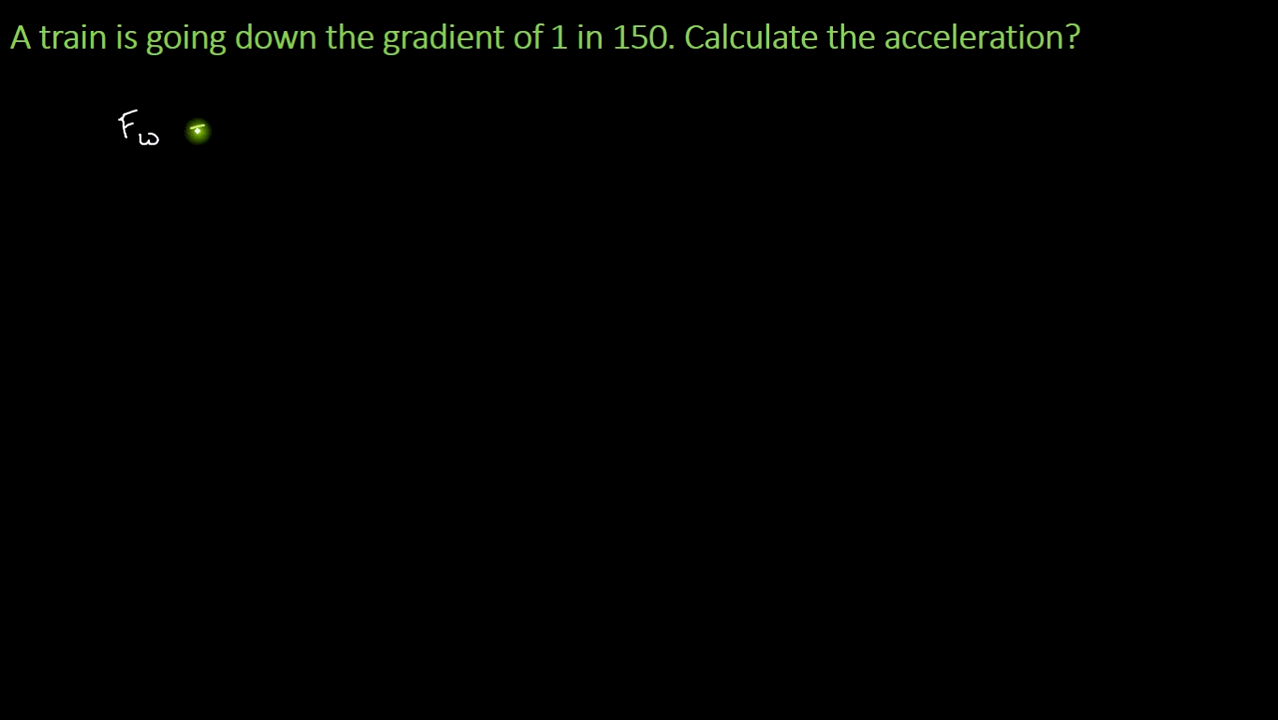 A train is going down the gradient of 1 in 150. Calculate the acceleration?
Fw